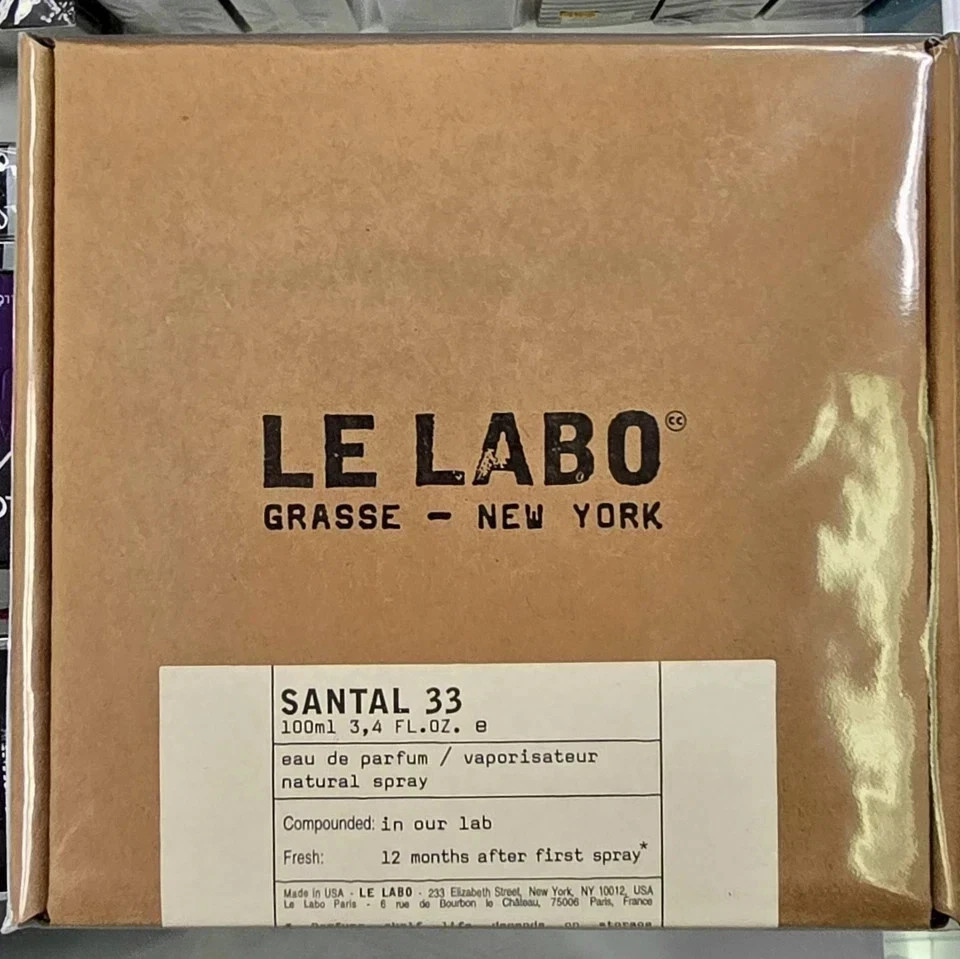 LE LABO
GRASSE - NEW YORK
SANTAL 33
100ml 3,4 FL.OZ. e
eau de parfum / vaporisateur
natural spray
Compounded: in our lab
Fresh: 12 months after first spray*
Made in USA - LE LABO - 233 Elizabeth Street, New York, NY 10012, USA
Le Labo Paris - 6 rue de Bourbon le Château, 75006 Paris, France